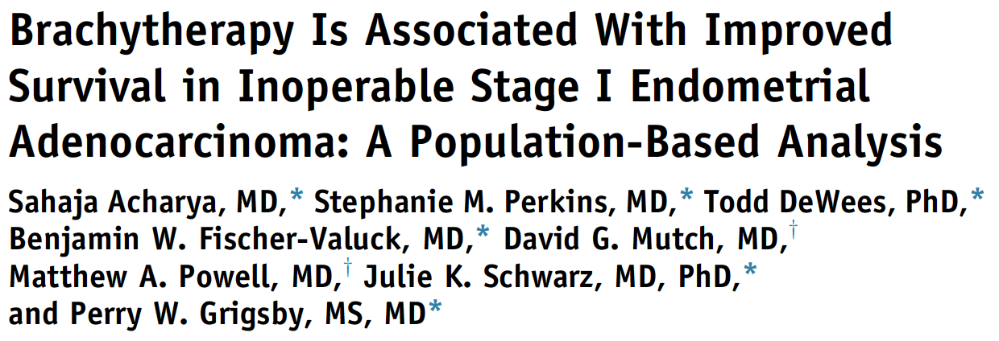 Brachytherapy Is Associated With Improved
Survival in Inoperable Stage I Endometrial
Adenocarcinoma: A Population-Based Analysis
Sahaja Acharya, MD,* Stephanie M. Perkins, MD,* Todd DeWees, PhD,*
Benjamin W. Fischer-Valuck, MD,* David G. Mutch, MD,†
Matthew A. Powell, MD,† Julie K. Schwarz, MD, PhD,*
and Perry W. Grigsby, MS, MD*